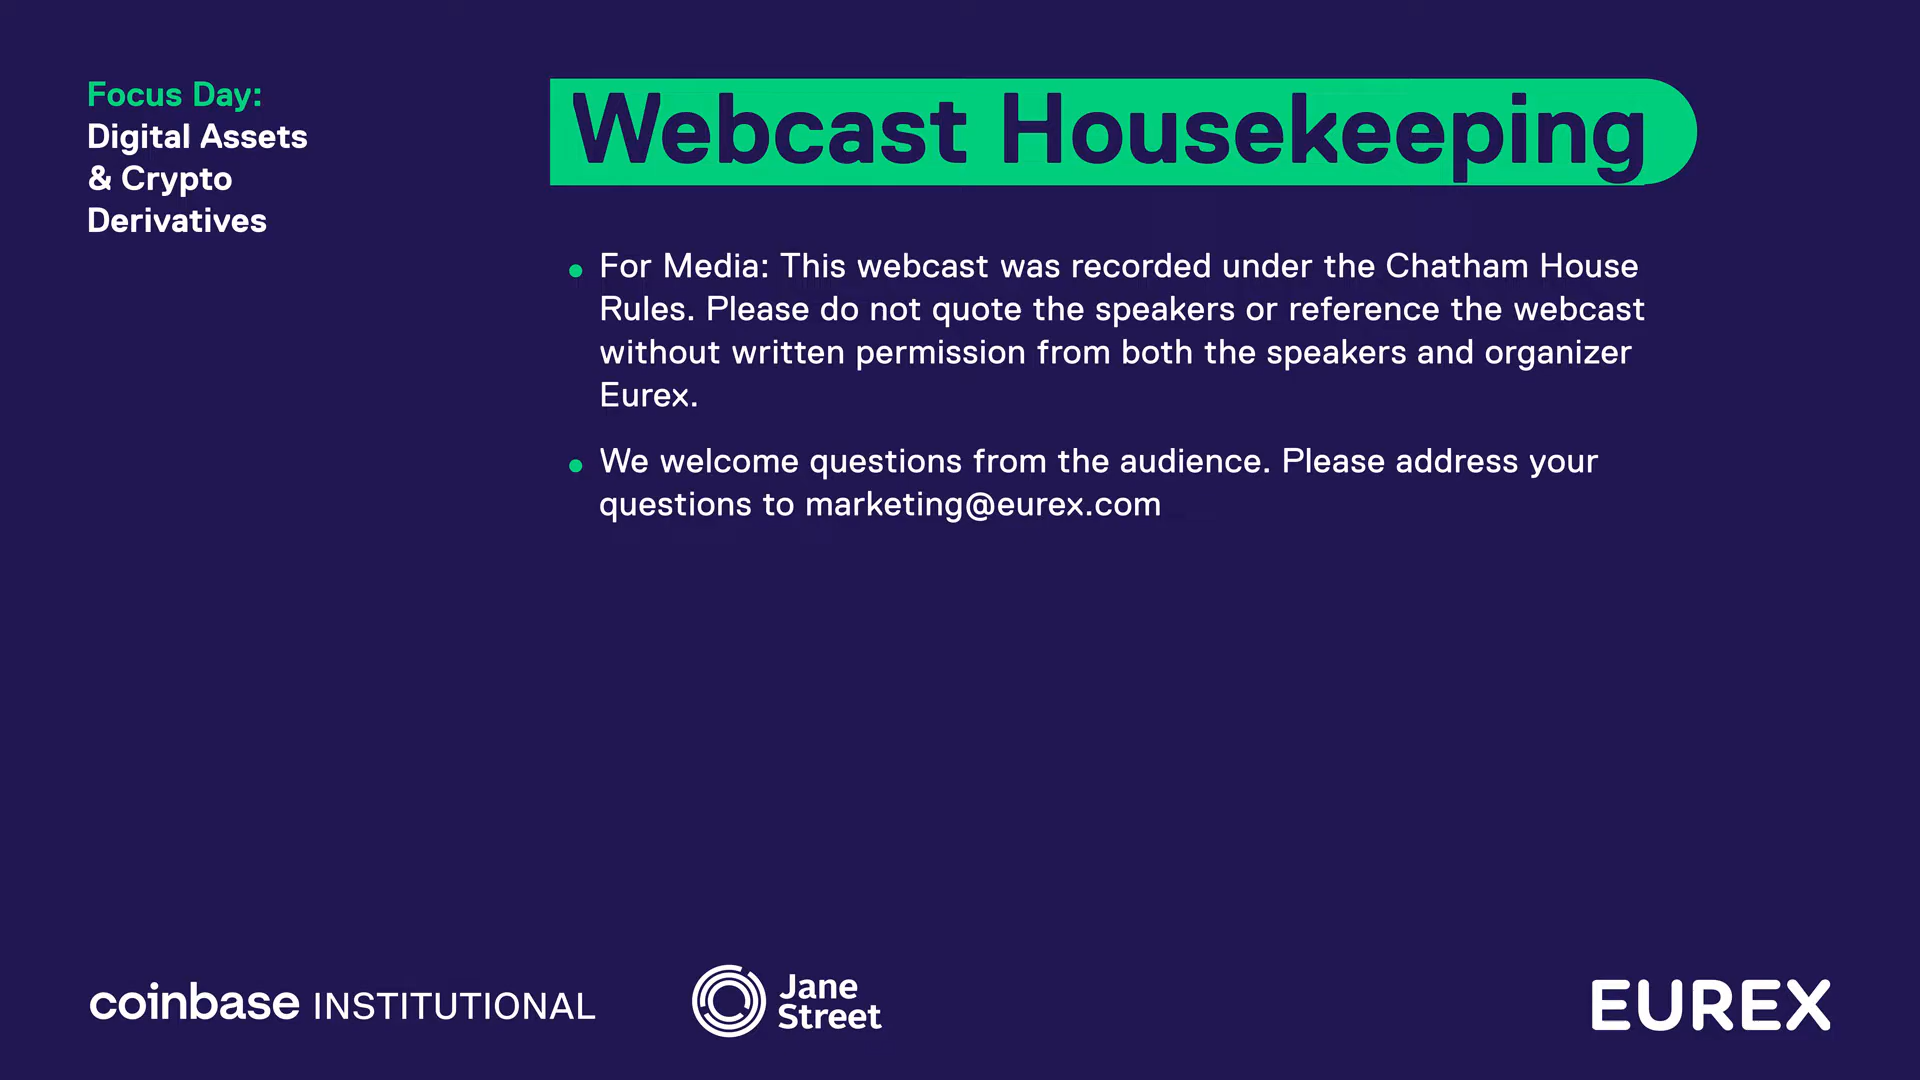 Focus Day:
Digital Assets
& Crypto
Derivatives
Webcast Housekeeping
• For Media: This webcast was recorded under the Chatham House
Rules. Please do not quote the speakers or reference the webcast
without written permission from both the speakers and organizer
Eurex.
• We welcome questions from the audience. Please address your
questions to marketing@eurex.com
coinbase INSTITUTIONAL
Jane
Street
EUREX